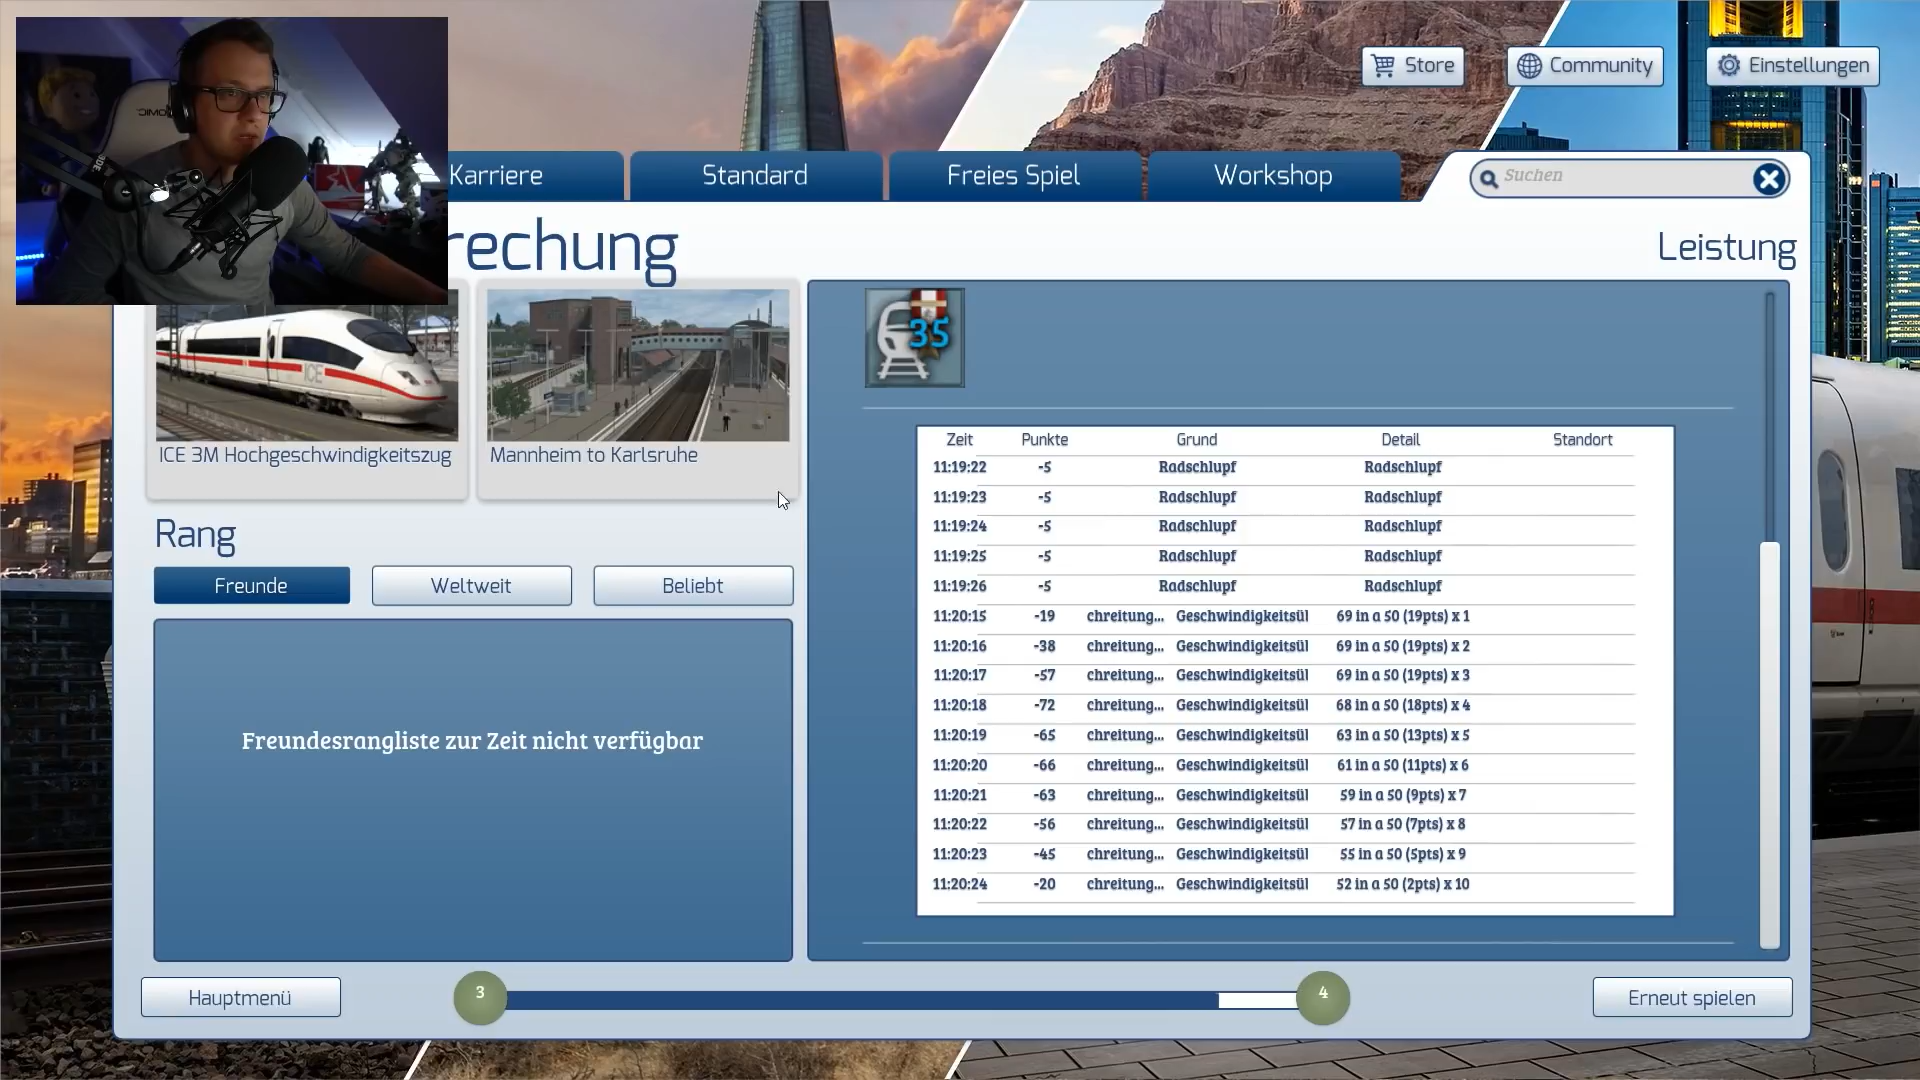 Store
Community
Einstellungen
Karriere
Standard
Freies Spiel
Workshop
Suchen
rechung
Leistung
ICE
35
ICE 3M Hochgeschwindigkeitszug
Mannheim to Karlsruhe
Rang
Freunde
Weltweit
Beliebt
Freundesrangliste zur Zeit nicht verfügbar
Zeit Punkte Grund Detail Standort
11:19:22 -5 Radschlupf Radschlupf
11:19:23 -5 Radschlupf Radschlupf
11:19:24 -5 Radschlupf Radschlupf
11:19:25 -5 Radschlupf Radschlupf
11:19:26 -5 Radschlupf Radschlupf
11:20:15 -19 chreitung... Geschwindigkeitsül 69 in a 50 (19pts) x 1
11:20:16 -38 chreitung... Geschwindigkeitsül 69 in a 50 (19pts) x 2
11:20:17 -57 chreitung... Geschwindigkeitsül 69 in a 50 (19pts) x 3
11:20:18 -72 chreitung... Geschwindigkeitsül 68 in a 50 (18pts) x 4
11:20:19 -65 chreitung... Geschwindigkeitsül 63 in a 50 (13pts) x 5
11:20:20 -66 chreitung... Geschwindigkeitsül 61 in a 50 (11pts) x 6
11:20:21 -63 chreitung... Geschwindigkeitsül 59 in a 50 (9pts) x 7
11:20:22 -56 chreitung... Geschwindigkeitsül 57 in a 50 (7pts) x 8
11:20:23 -45 chreitung... Geschwindigkeitsül 55 in a 50 (5pts) x 9
11:20:24 -20 chreitung... Geschwindigkeitsül 52 in a 50 (2pts) x 10
Hauptmenü
3
4
Erneut spielen